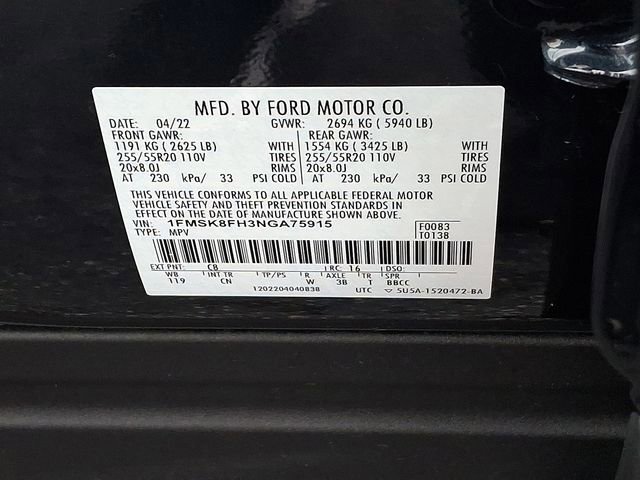 MFD. BY FORD MOTOR CO.
DATE: 04/22 GVWR: 2694 KG ( 5940 LB)
FRONT GAWR: REAR GAWR:
1191 KG ( 2625 LB) WITH 1554 KG ( 3425 LB) WITH
255/55R20 110V TIRES 255/55R20 110V TIRES
20x8.0J RIMS 20x8.0J RIMS
AT 230 kPa/ 33 PSI COLD AT 230 kPa/ 33 PSI COLD
THIS VEHICLE CONFORMS TO ALL APPLICABLE FEDERAL MOTOR
VEHICLE SAFETY AND THEFT PREVENTION STANDARDS IN
EFFECT ON THE DATE OF MANUFACTURE SHOWN ABOVE.
VIN: 1FMSK8FH3NGA75915 F0083
TYPE: MPV T0138
EXT PNT: CB RC: 16 DSO:
WB INT TR TP/PS R AXLE TR SPR
119 CN W 3B T BBCC
1202204040838 UTC ▽ SU5A-1520472-BA